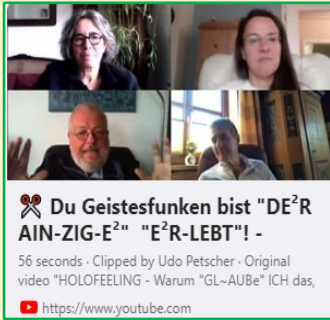 Du Geistesfunken bist "DE²R
AIN-ZIG-E²" "E²R-LEBT"! -
56 seconds · Clipped by Udo Petscher · Original
video "HOLOFEELING - Warum "GL~AUBe" ICH das,
https://www.youtube.com